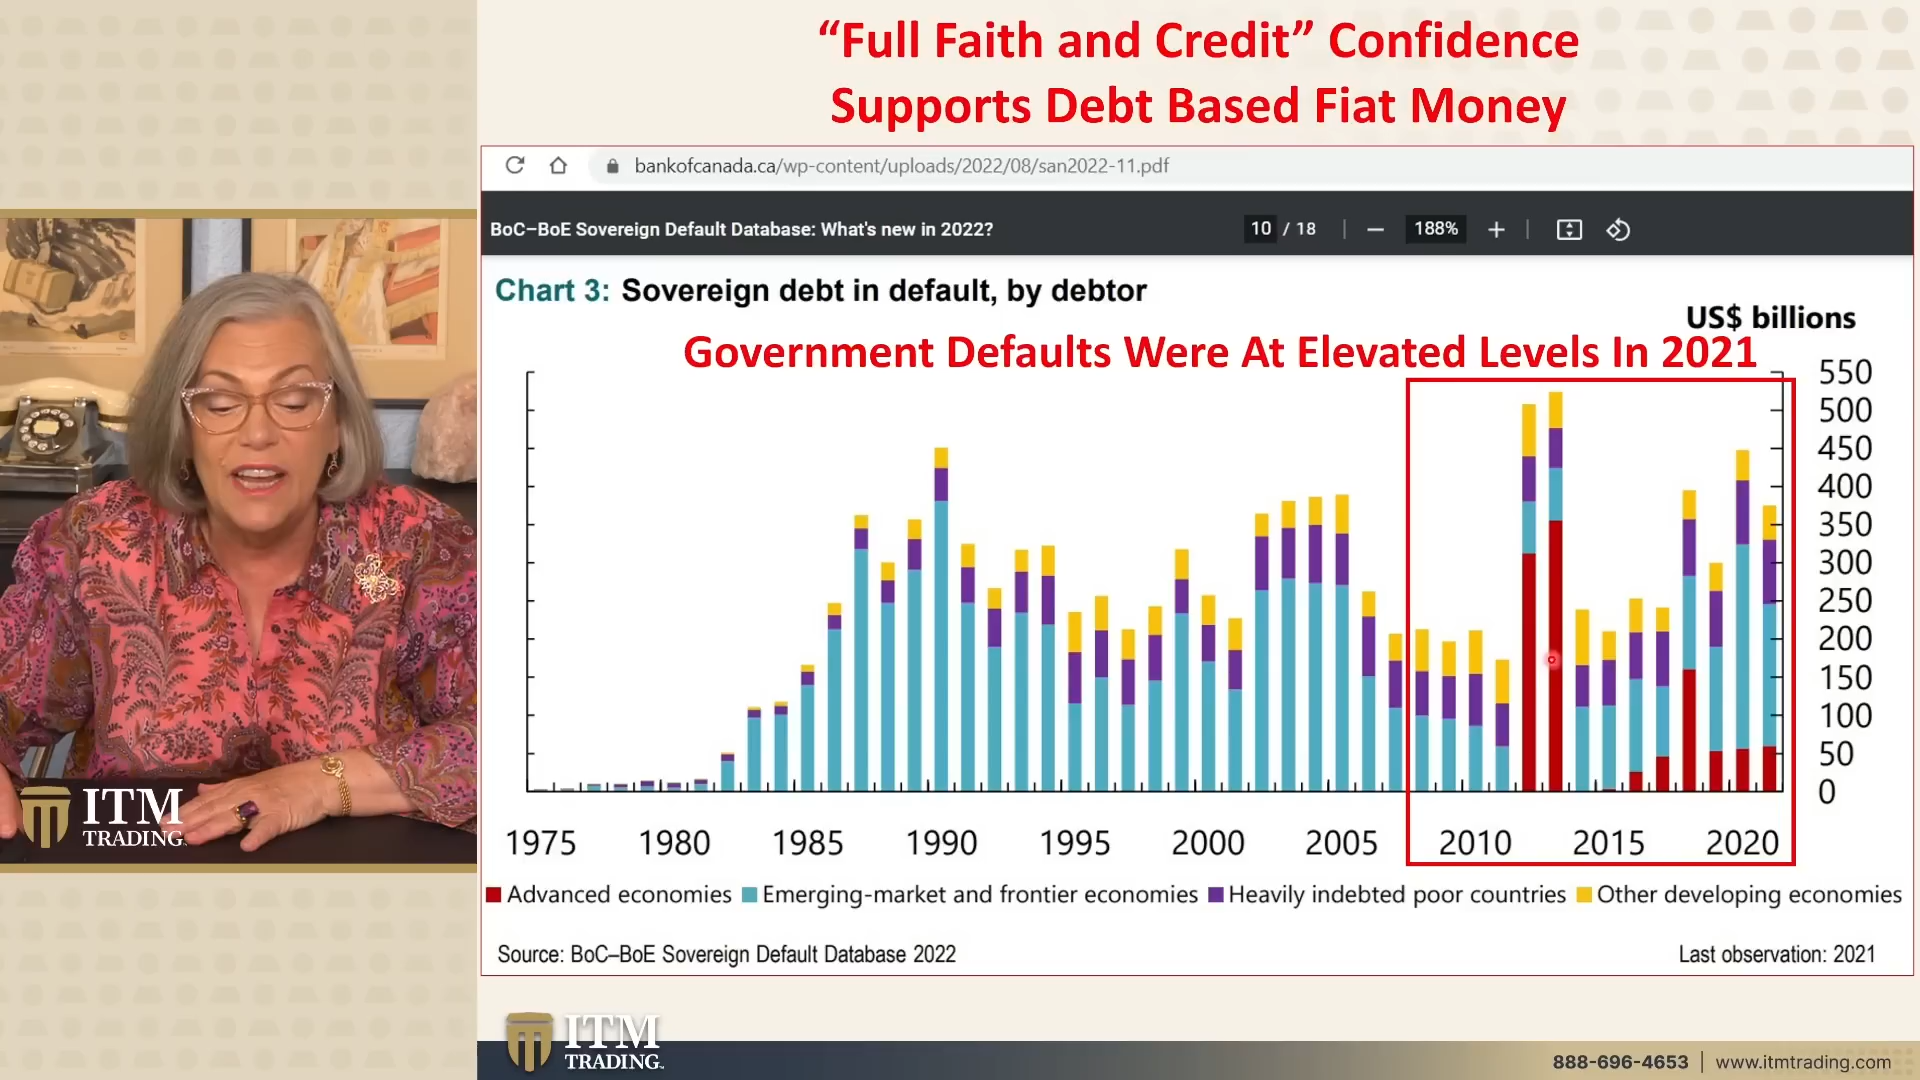 “Full Faith and Credit” Confidence
Supports Debt Based Fiat Money
bankofcanada.ca/wp-content/uploads/2022/08/san2022-11.pdf
BoC–BoE Sovereign Default Database: What's new in 2022?
10 / 18
188%
Chart 3: Sovereign debt in default, by debtor
US$ billions
Government Defaults Were At Elevated Levels In 2021
550
500
450
400
350
300
250
200
150
100
50
0
1975 1980 1985 1990 1995 2000 2005 2010 2015 2020
Advanced economies Emerging-market and frontier economies Heavily indebted poor countries Other developing economies
Source: BoC–BoE Sovereign Default Database 2022
Last observation: 2021
ITM
TRADING
ITM
TRADING
888-696-4653 | www.itmtrading.com